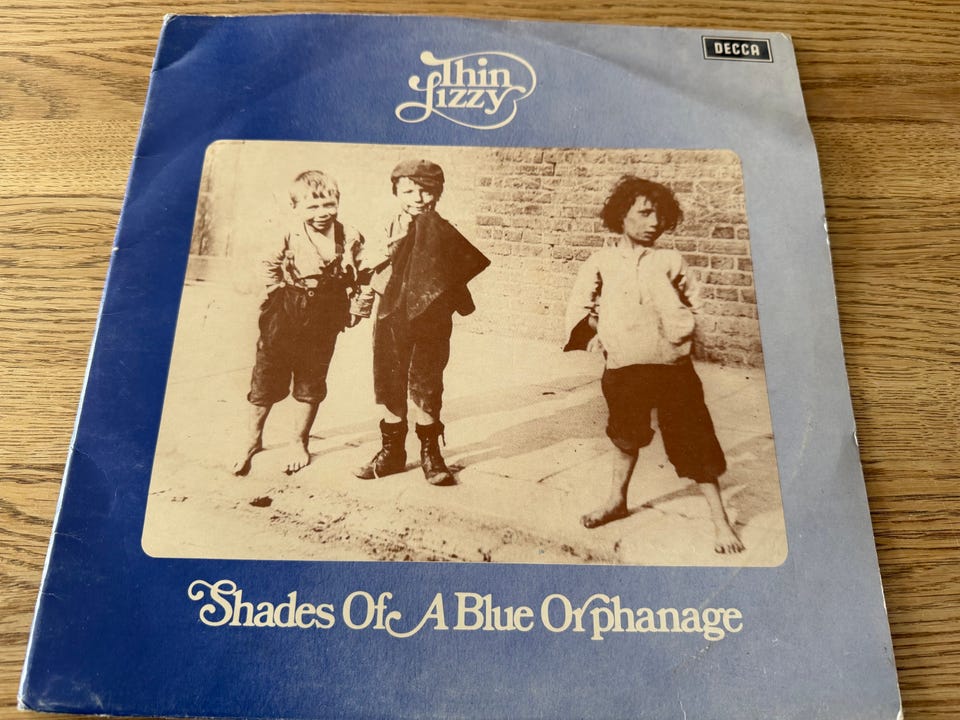 DECCA
Thin
Lizzy
Shades Of A Blue Orphanage